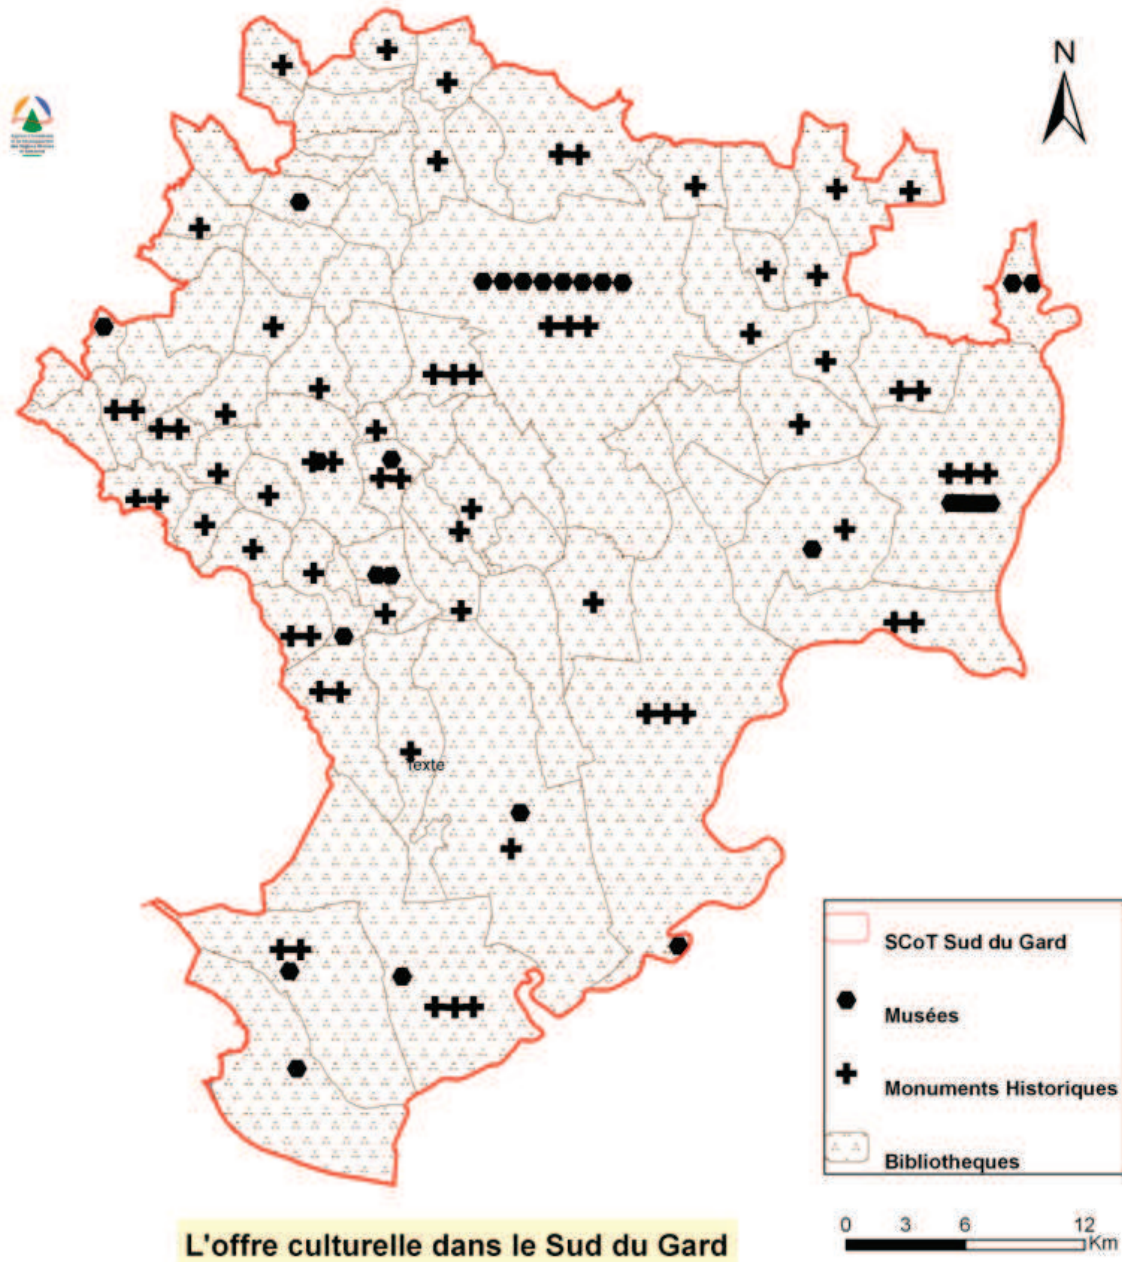 N
Texte
SCoT Sud du Gard
Musées
Monuments Historiques
Bibliotheques
0 3 6 12
Km
L'offre culturelle dans le Sud du Gard